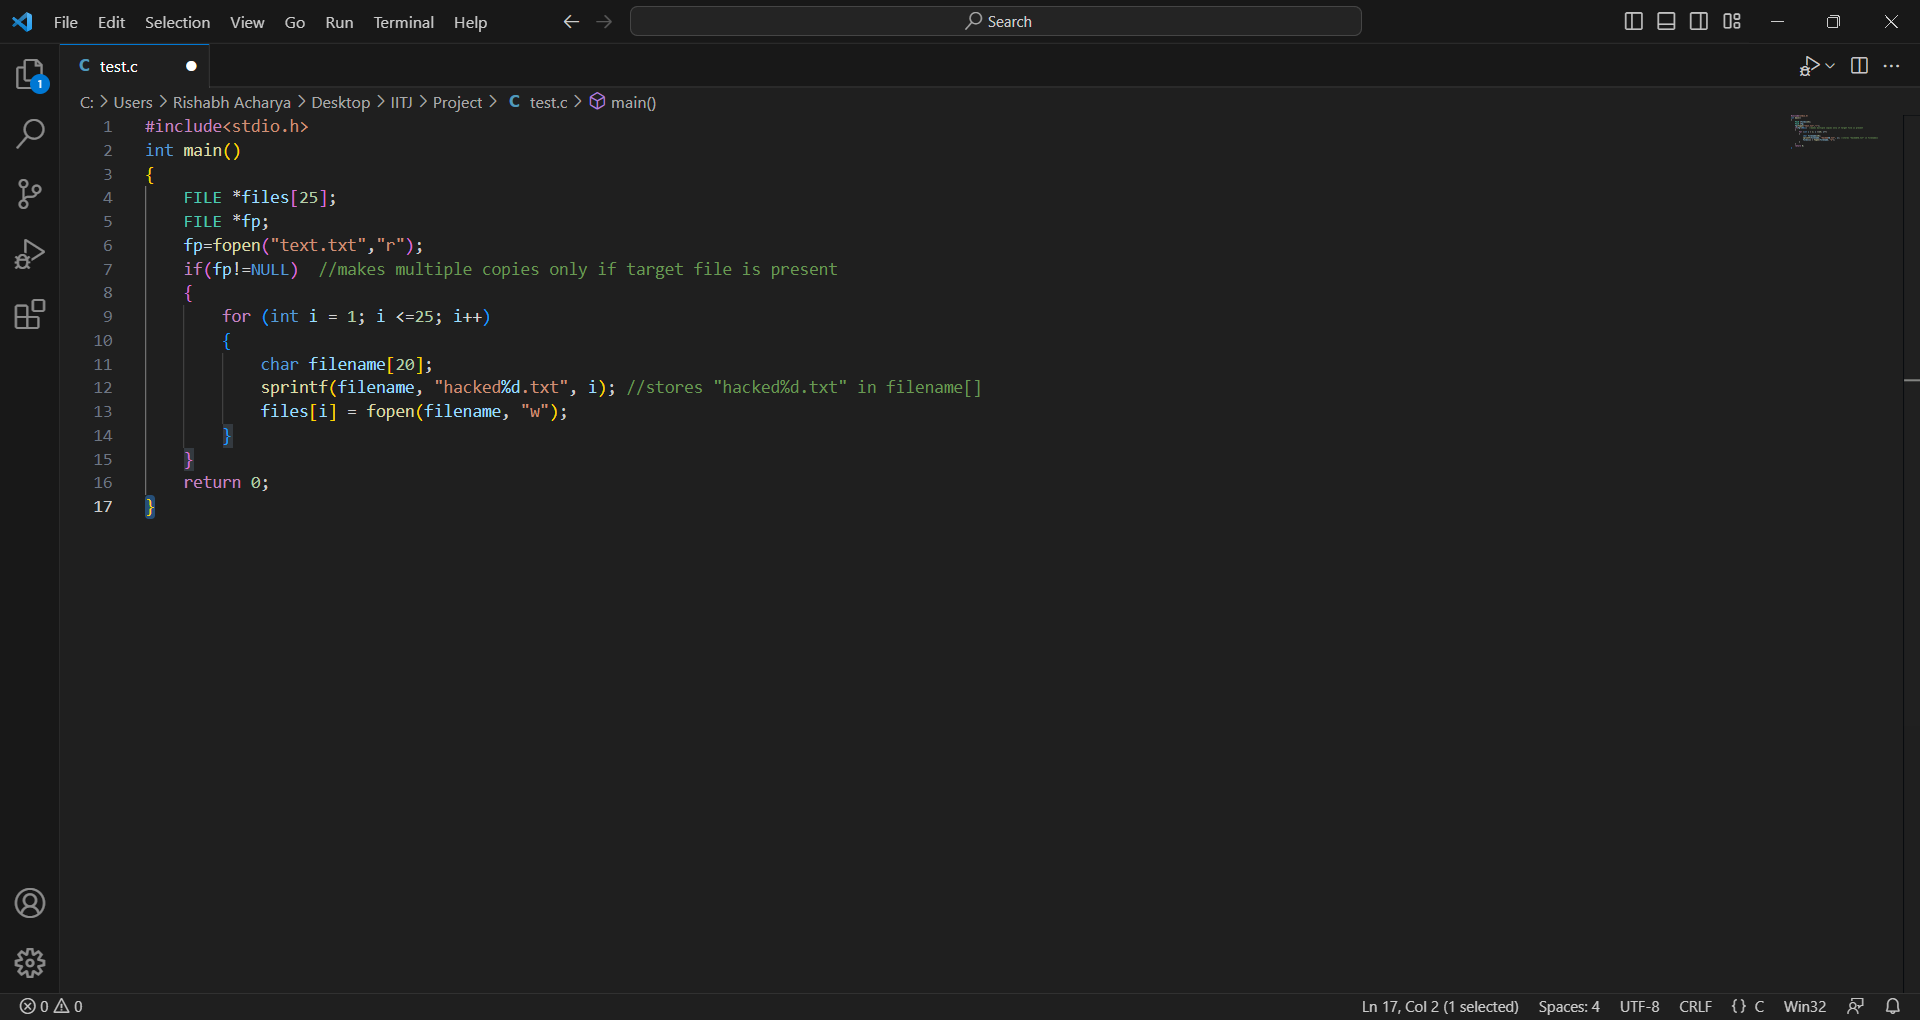 File Edit Selection View Go Run Terminal Help Search
C test.c
1
C: > Users > Rishabh Acharya > Desktop > IITJ > Project > C test.c > main()
1 #include<stdio.h>
2 int main()
3 {
4 FILE *files[25];
5 FILE *fp;
6 fp=fopen("text.txt","r");
7 if(fp!=NULL) //makes multiple copies only if target file is present
8 {
9 for (int i = 1; i <=25; i++)
10 {
11 char filename[20];
12 sprintf(filename, "hacked%d.txt", i); //stores "hacked%d.txt" in filename[]
13 files[i] = fopen(filename, "w");
14 }
15 }
16 return 0;
17 }
0 0 Ln 17, Col 2 (1 selected) Spaces: 4 UTF-8 CRLF {} C Win32